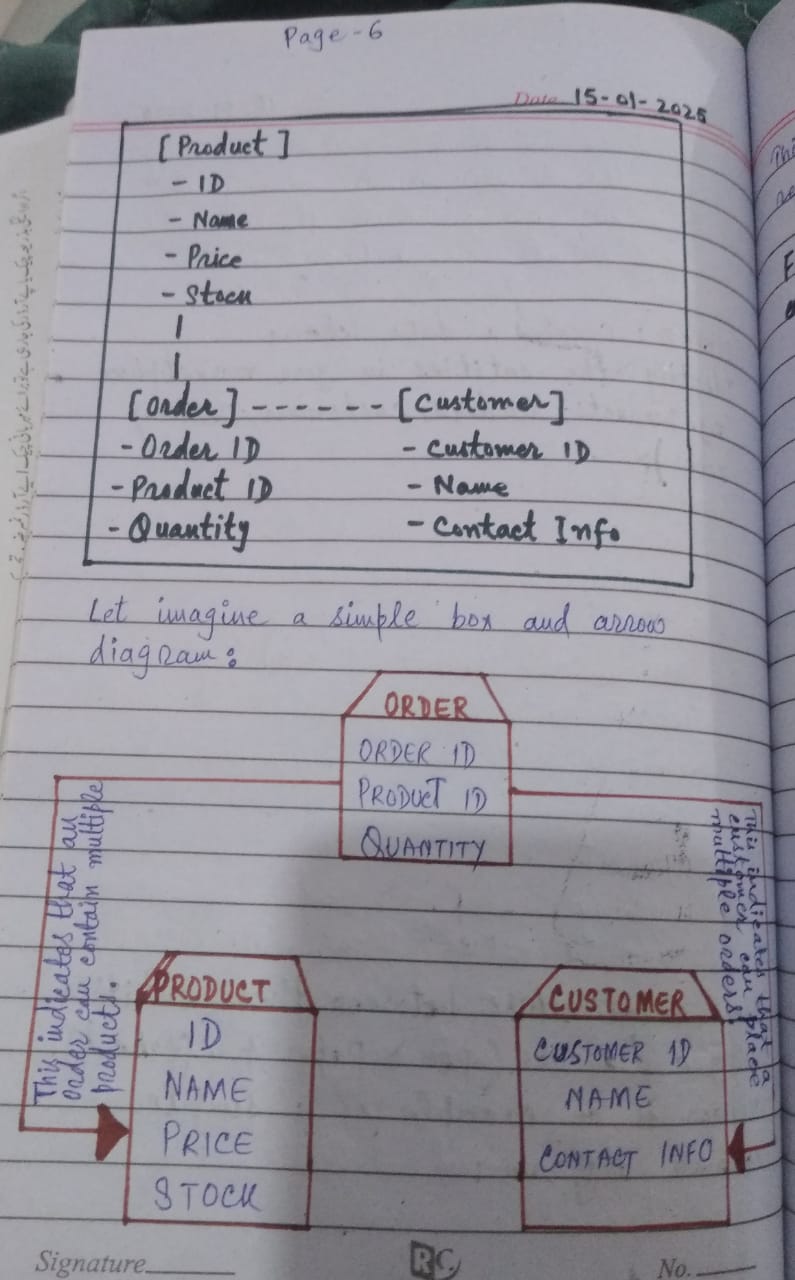 Page-6
Date 15-01-2025
[Product]
- ID
- Name
- Price
- Stock
|
|
[Order] ------ [Customer]
- Order ID - Customer ID
- Product ID - Name
- Quantity - Contact Info
Let imagine a simple box and arrow
diagram:
ORDER
ORDER ID
PRODUCT ID
QUANTITY
This indicates that an
order can contain multiple
products.
This indicates that a
customer can place
multiple orders
PRODUCT
ID
NAME
PRICE
STOCK
CUSTOMER
CUSTOMER ID
NAME
CONTACT INFO
Signature
RC
No.